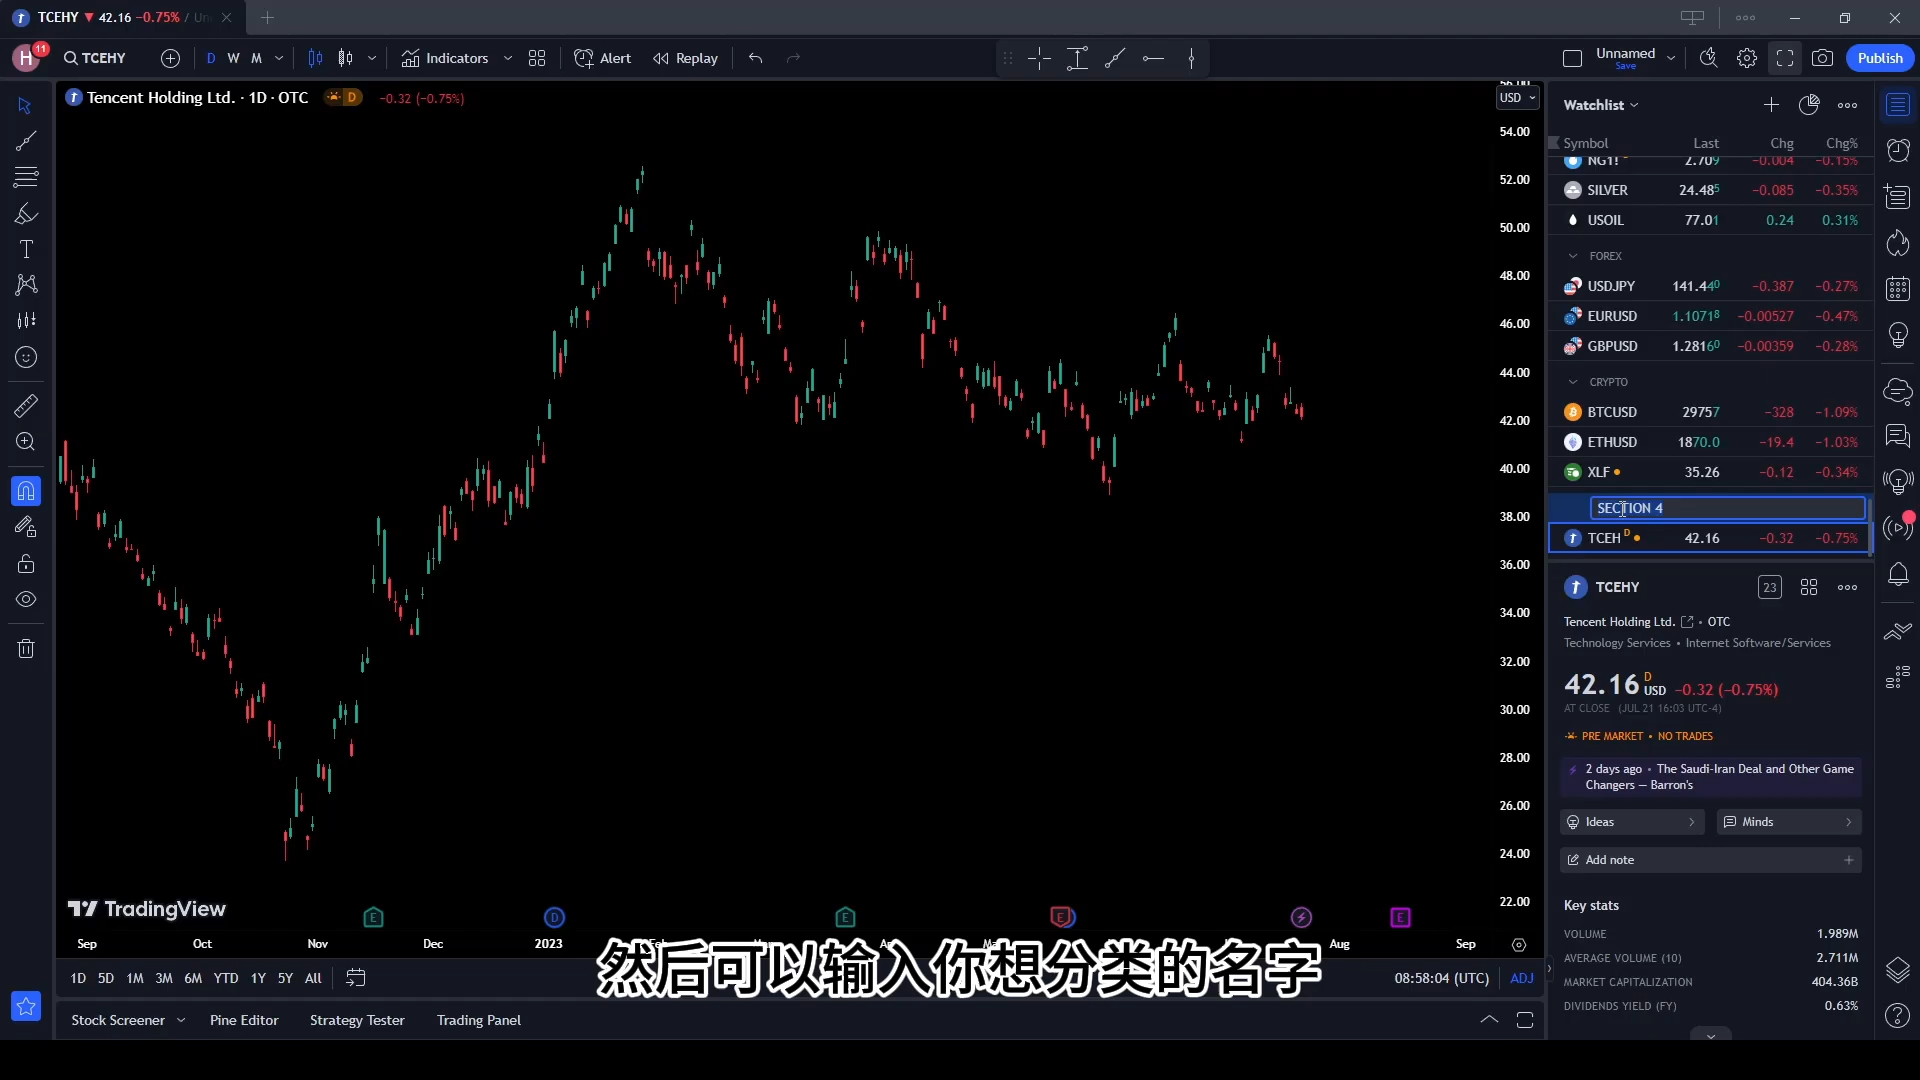 TCEHY ▼ 42.16 −0.75% / Un
H 11 TCEHY D W M Indicators Alert Replay Unnamed Save Publish
Tencent Holding Ltd. · 1D · OTC D −0.32 (−0.75%)
USD
56.00
54.00
52.00
50.00
48.00
46.00
44.00
42.00
40.00
38.00
36.00
34.00
32.00
30.00
28.00
26.00
24.00
22.00
TradingView
E D E E E
Sep Oct Nov Dec 2023 Aug Sep
1D 5D 1M 3M 6M YTD 1Y 5Y All 08:58:04 (UTC) ADJ
然后可以输入你想分类的名字
Stock Screener Pine Editor Strategy Tester Trading Panel
Watchlist
Symbol Last Chg Chg%
NG1! 2.709 −0.004 −0.15%
SILVER 24.485 −0.085 −0.35%
USOIL 77.01 0.24 0.31%
FOREX
USDJPY 141.440 −0.387 −0.27%
EURUSD 1.10718 −0.00527 −0.47%
GBPUSD 1.28160 −0.00359 −0.28%
CRYPTO
BTCUSD 29757 −328 −1.09%
ETHUSD 1870.0 −19.4 −1.03%
XLF 35.26 −0.12 −0.34%
SECTION 4
TCEH D 42.16 −0.32 −0.75%
TCEHY 23
Tencent Holding Ltd. • OTC
Technology Services • Internet Software/Services
42.16 D USD −0.32 (−0.75%)
AT CLOSE (JUL 21 16:03 UTC-4)
PRE MARKET • NO TRADES
2 days ago • The Saudi-Iran Deal and Other Game
Changers — Barron's
Ideas Minds
Add note
Key stats
VOLUME 1.989M
AVERAGE VOLUME (10) 2.711M
MARKET CAPITALIZATION 404.36B
DIVIDENDS YIELD (FY) 0.63%